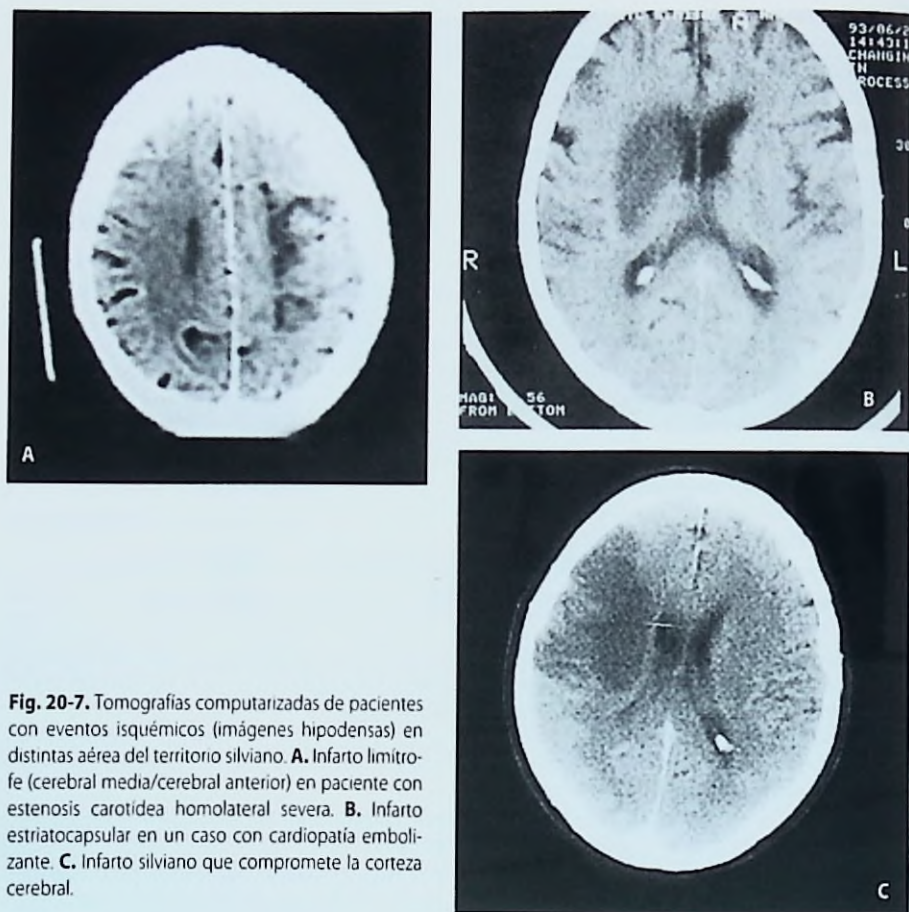 93/06/2
14:43:1
CHANGIN
ROCESS
30
R
L
MAG: 56
FROM
B
A
C
Fig. 20-7. Tomografías computarizadas de pacientes
con eventos isquémicos (imágenes hipodensas) en
distintas aérea del territorio silviano. A. Infarto limítro-
fe (cerebral media/cerebral anterior) en paciente con
estenosis carotídea homolateral severa. B. Infarto
estriatocapsular en un caso con cardiopatía emboli-
zante. C. Infarto silviano que compromete la corteza
cerebral.